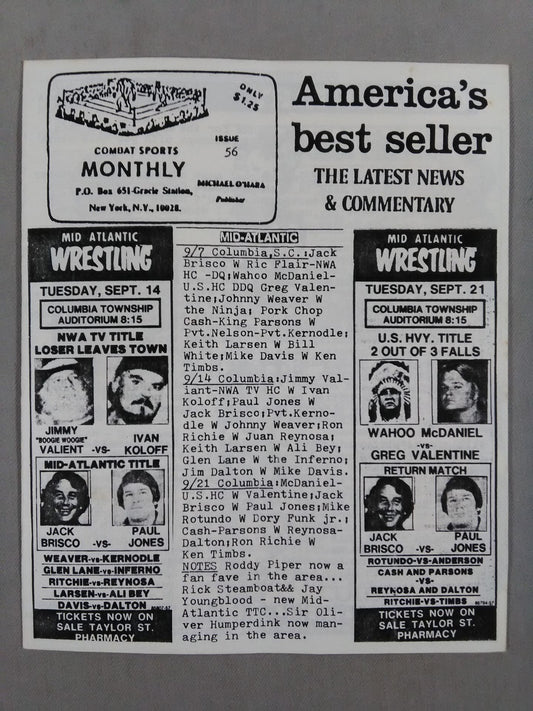 ONLY
$1.25
COMBAT SPORTS
ISSUE
56
MONTHLY
MICHAEL O'HARA
Publisher
P.O. Box 651-Gracie Station,
New York, N.Y., 10028.
America's
best seller
THE LATEST NEWS
& COMMENTARY
MID ATLANTIC
WRESTLING
TUESDAY, SEPT. 14
COLUMBIA TOWNSHIP
AUDITORIUM 8:15
NWA TV TITLE
LOSER LEAVES TOWN
JIMMY
"BOOGIE WOOGIE"
VALIENT -VS- IVAN
KOLOFF
MID-ATLANTIC TITLE
JACK
BRISCO -VS- PAUL
JONES
WEAVER-VS-KERNODLE
GLEN LANE-VS-INFERNO
RITCHIE-VS-REYNOSA
LARSEN-VS-ALI BEY
DAVIS-VS-DALTON
TICKETS NOW ON
SALE TAYLOR ST.
PHARMACY
MID-ATLANTIC
9/7 Columbia,S.C.:Jack
Brisco W Ric Flair-NWA
HC -DQ;Wahoo McDaniel-
U.S.HC DDQ Greg Valen-
tine;Johnny Weaver W
the Ninja; Pork Chop
Cash-King Parsons W
Pvt.Nelson-Pvt.Kernodle;
Keith Larsen W Bill
White;Mike Davis W Ken
Timbs.
9/14 Columbia:Jimmy Val-
iant-NWA TV HC W Ivan
Koloff;Paul Jones W
Jack Brisco;Pvt.Kerno-
dle W Johnny Weaver;Ron
Richie W Juan Reynosa;
Keith Larsen W Ali Bey;
Glen Lane W the Inferno;
Jim Dalton W Mike Davis.
9/21 Columbia:McDaniel-
U.S.HC W Valentine;Jack
Brisco W Paul Jones;Mike
Rotundo W Dory Funk jr.;
Cash-Parsons W Reynosa-
Dalton;Ron Richie W
Ken Timbs.
NOTES Roddy Piper now a
fan fave in the area...
Rick Steamboat&& Jay
Youngblood - new Mid-
Atlantic TTC...Sir Oli-
ver Humperdink now man-
aging in the area.
MID ATLANTIC
WRESTLING
TUESDAY, SEPT. 21
COLUMBIA TOWNSHIP
AUDITORIUM 8:15
U.S. HVY. TITLE
2 OUT OF 3 FALLS
WAHOO McDANIEL
-VS-
GREG VALENTINE
RETURN MATCH
JACK
BRISCO -VS- PAUL
JONES
ROTUNDO-VS-ANDERSON
CASH AND PARSONS
-VS-
REYNOSA AND DALTON
RITCHIE-VS-TIMBS
TICKETS NOW ON
SALE TAYLOR ST.
PHARMACY